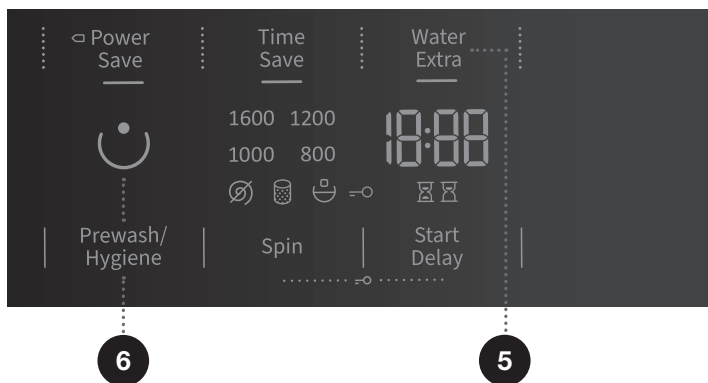 Power
Save
Time
Save
Water
Extra
1600 1200
1000 800
18:88
Prewash/
Hygiene
Spin
Start
Delay
6
5